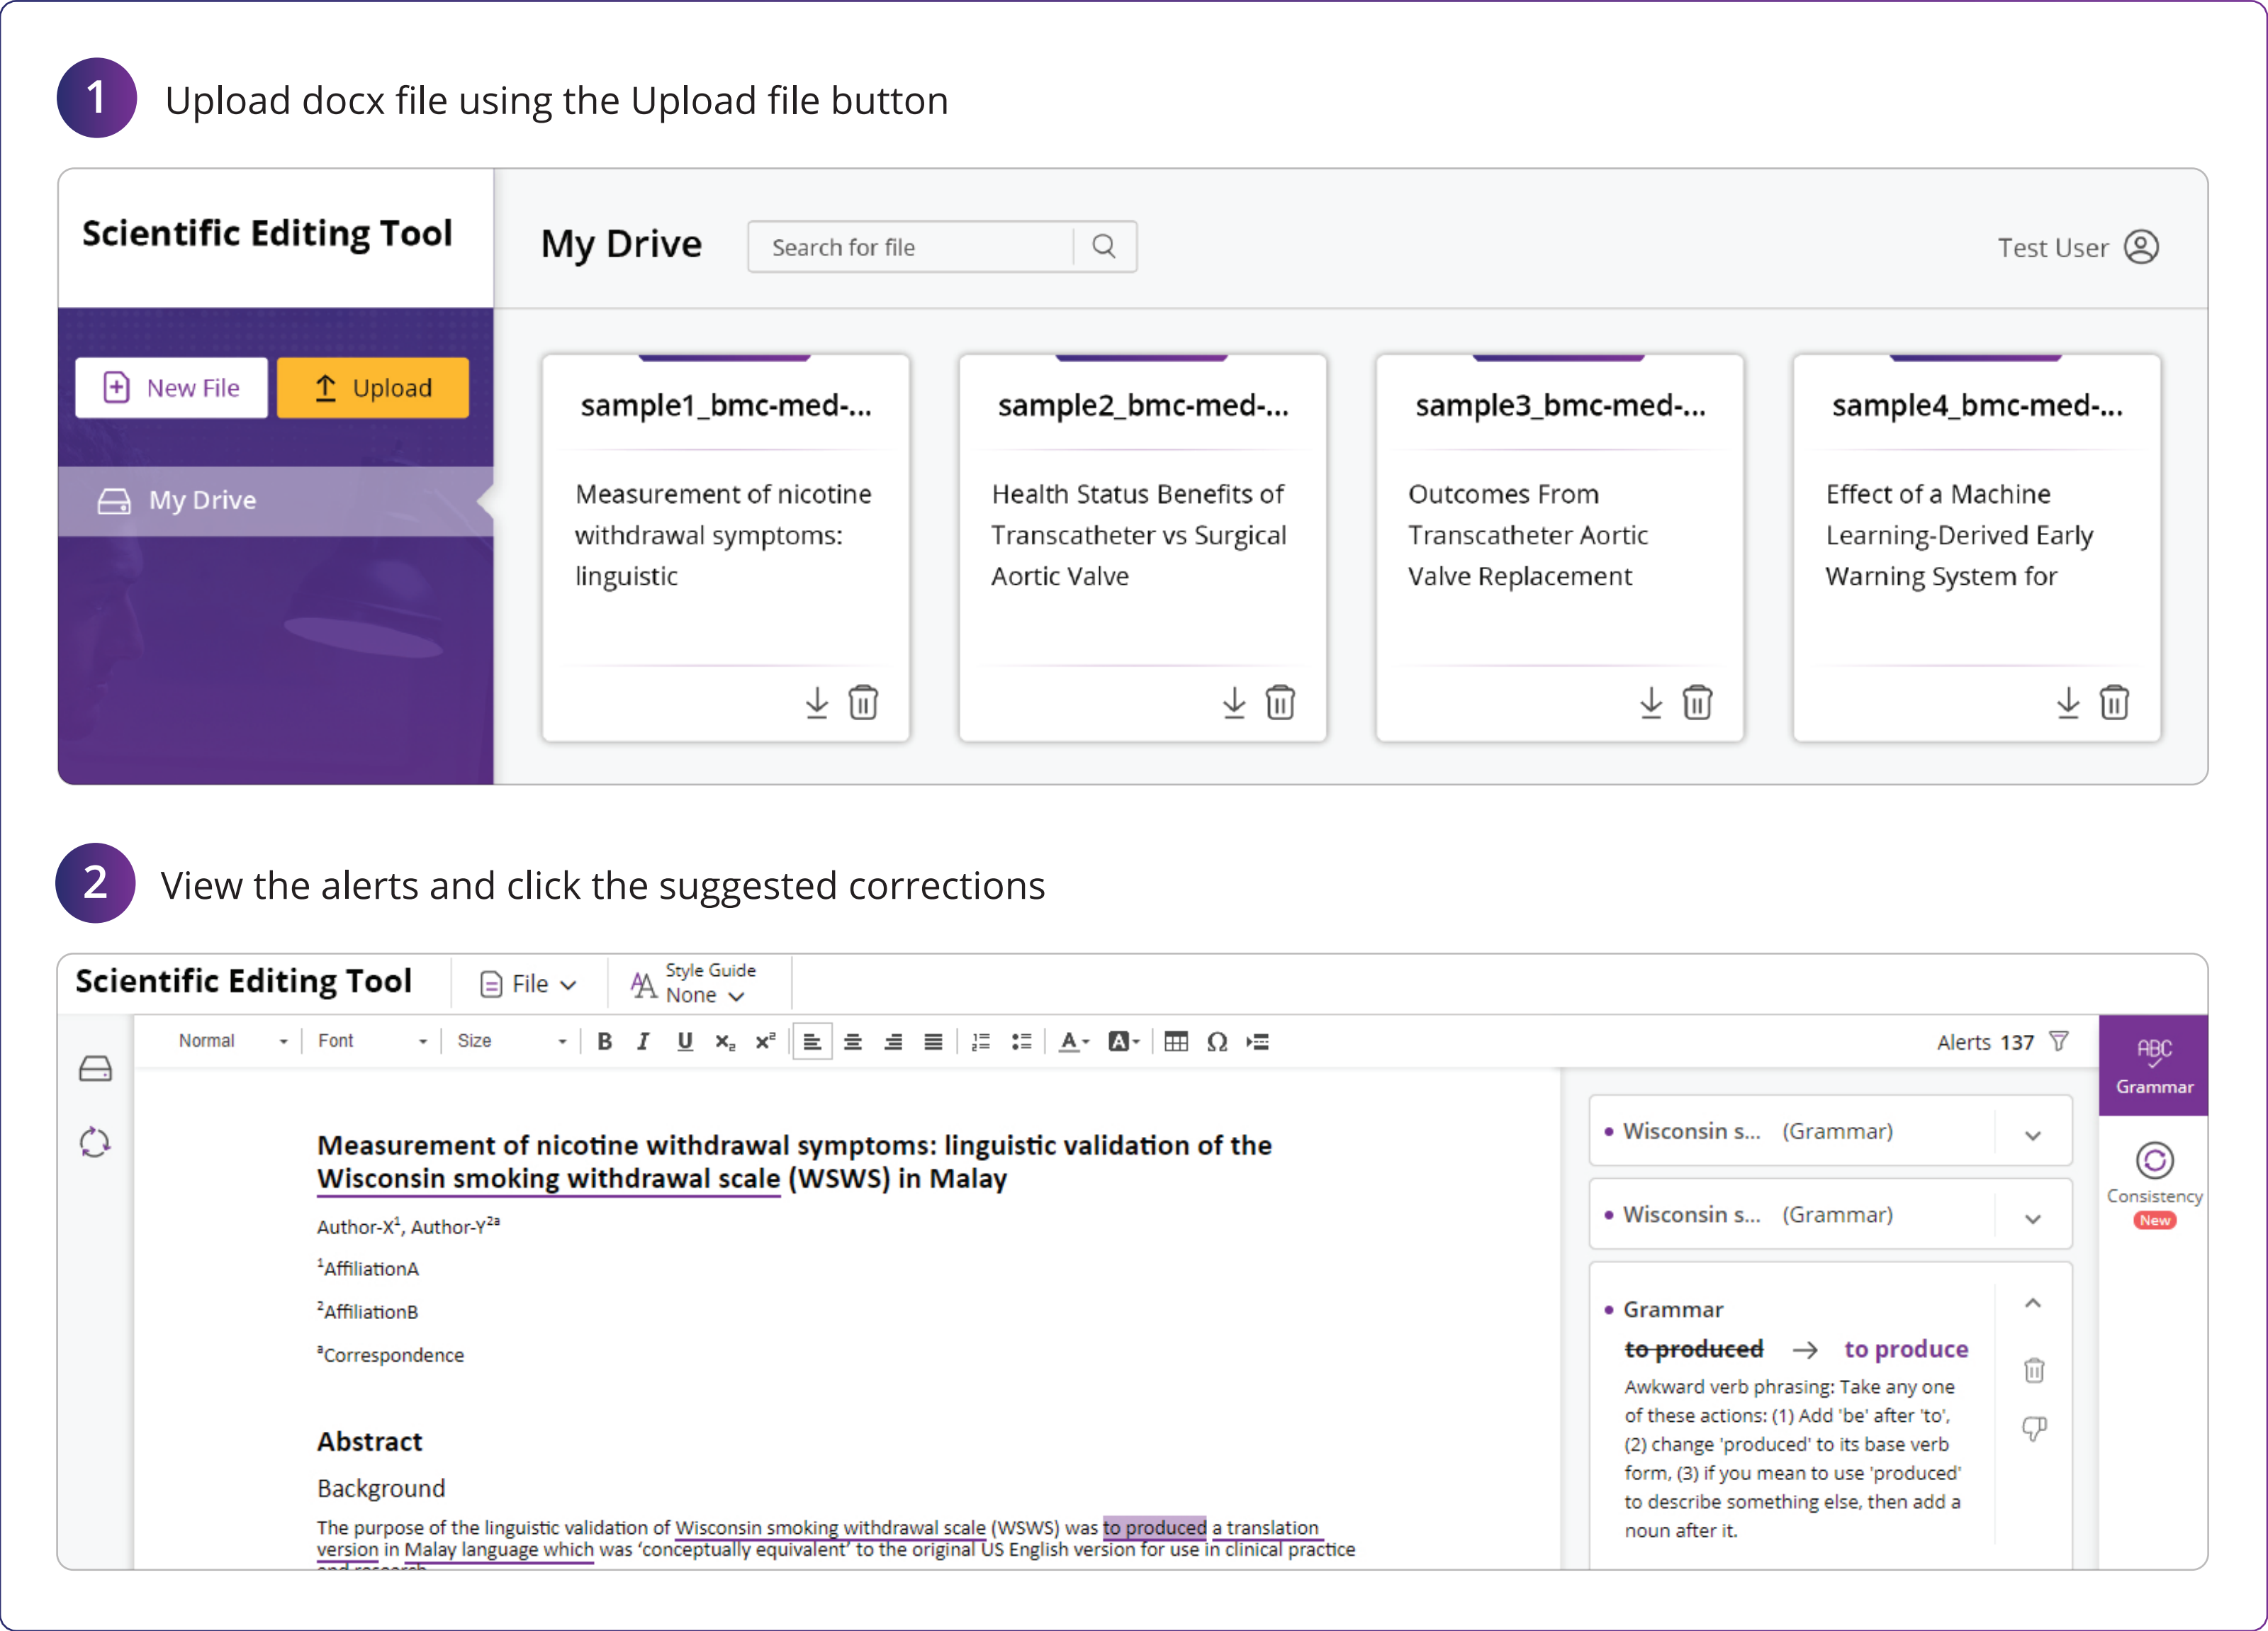 1
Upload docx file using the Upload file button
Scientific Editing Tool
My Drive
Search for file
Test User
New File
Upload
My Drive
sample1_bmc-med-...
Measurement of nicotine
withdrawal symptoms:
linguistic
sample2_bmc-med-...
Health Status Benefits of
Transcatheter vs Surgical
Aortic Valve
sample3_bmc-med-...
Outcomes From
Transcatheter Aortic
Valve Replacement
sample4_bmc-med-...
Effect of a Machine
Learning-Derived Early
Warning System for
2
View the alerts and click the suggested corrections
Scientific Editing Tool
File
Style Guide
None
Normal
Font
Size
B I U x₂ x² A A Ω
Alerts 137
ABC
Grammar
Consistency
New
Measurement of nicotine withdrawal symptoms: linguistic validation of the
Wisconsin smoking withdrawal scale (WSWS) in Malay
Author-X¹, Author-Y²ᵃ
¹AffiliationA
²AffiliationB
ᵃCorrespondence
Abstract
Background
The purpose of the linguistic validation of Wisconsin smoking withdrawal scale (WSWS) was to produced a translation
version in Malay language which was ‘conceptually equivalent’ to the original US English version for use in clinical practice
and research
Wisconsin s... (Grammar)
Wisconsin s... (Grammar)
Grammar
to produced → to produce
Awkward verb phrasing: Take any one
of these actions: (1) Add 'be' after 'to',
(2) change 'produced' to its base verb
form, (3) if you mean to use 'produced'
to describe something else, then add a
noun after it.